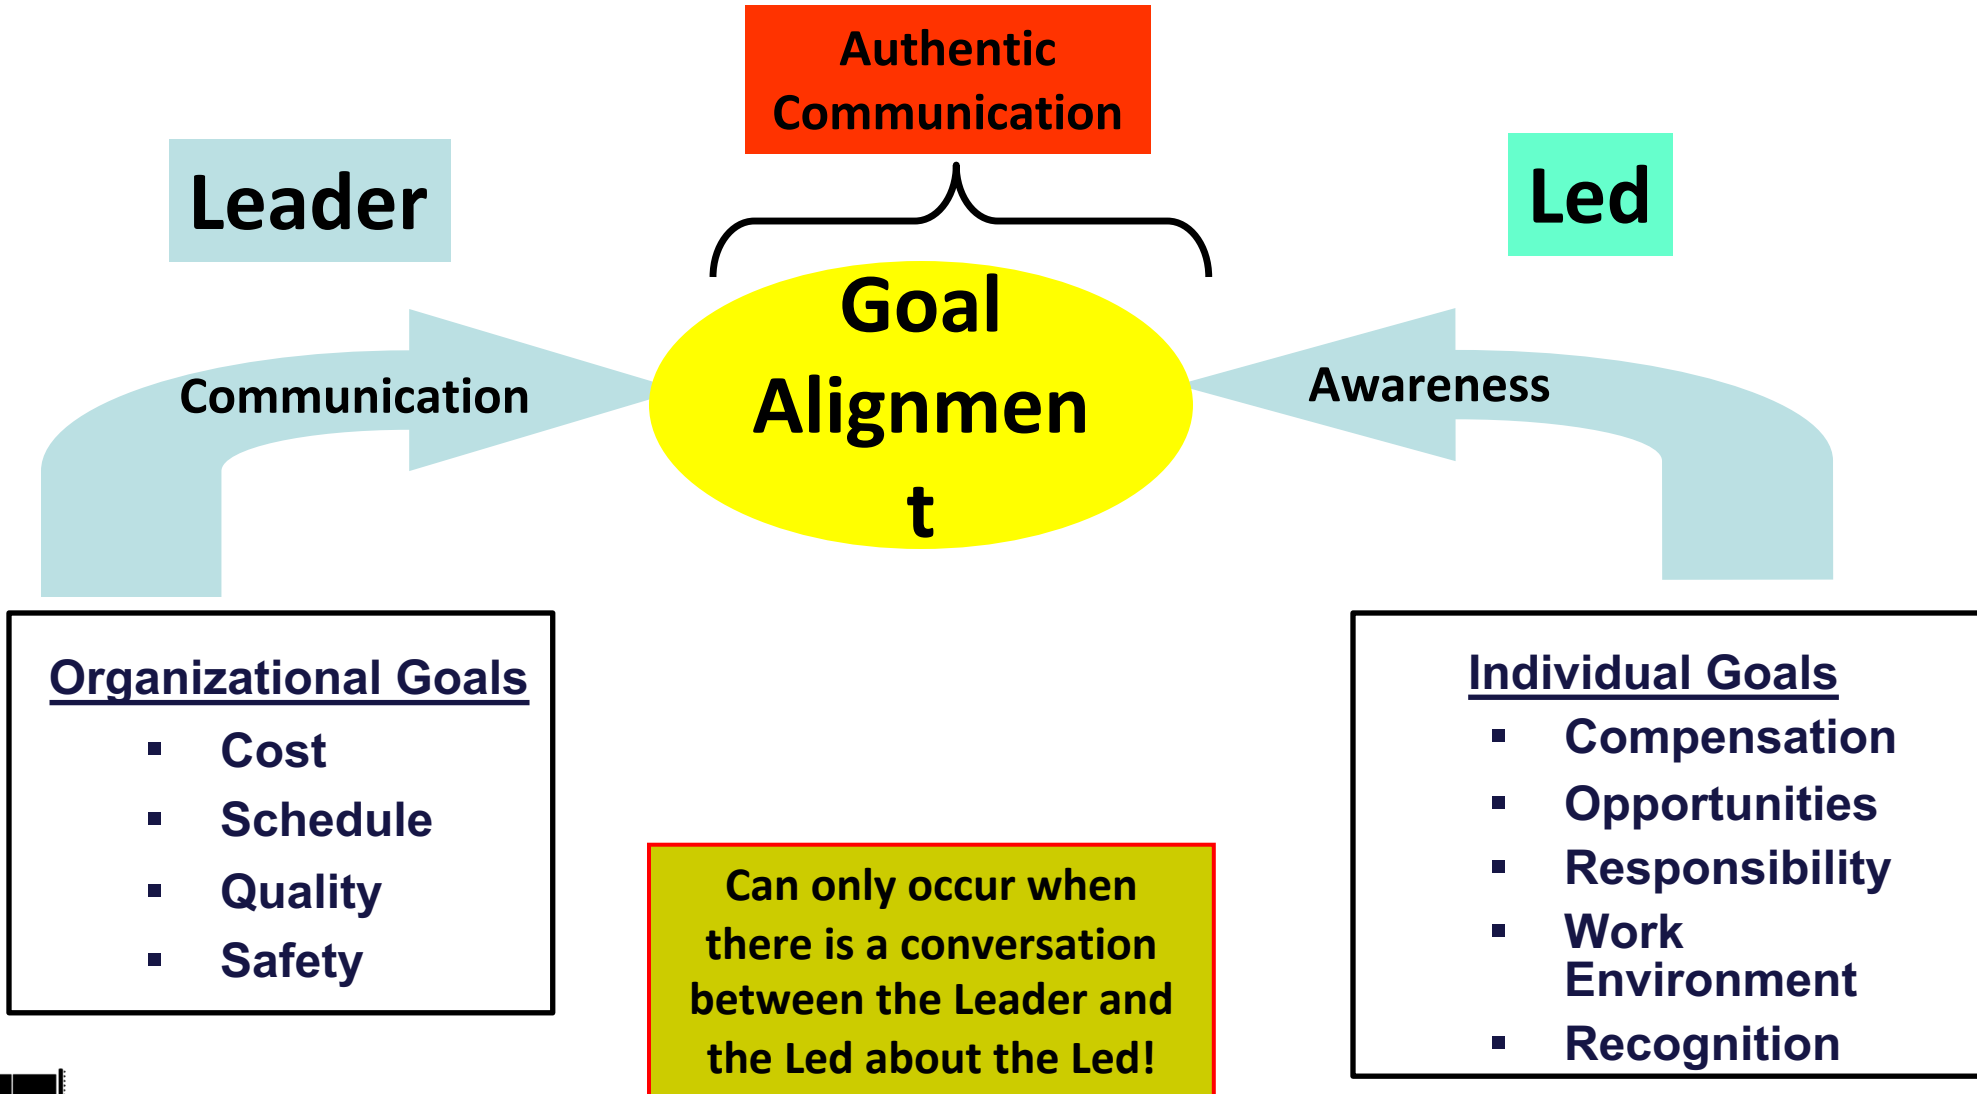 Authentic
Communication
Leader
Led
Goal
Alignmen
t
Communication
Awareness
Organizational Goals
▪ Cost
▪ Schedule
▪ Quality
▪ Safety
Individual Goals
▪ Compensation
▪ Opportunities
▪ Responsibility
▪ Work
Environment
▪ Recognition
Can only occur when
there is a conversation
between the Leader and
the Led about the Led!